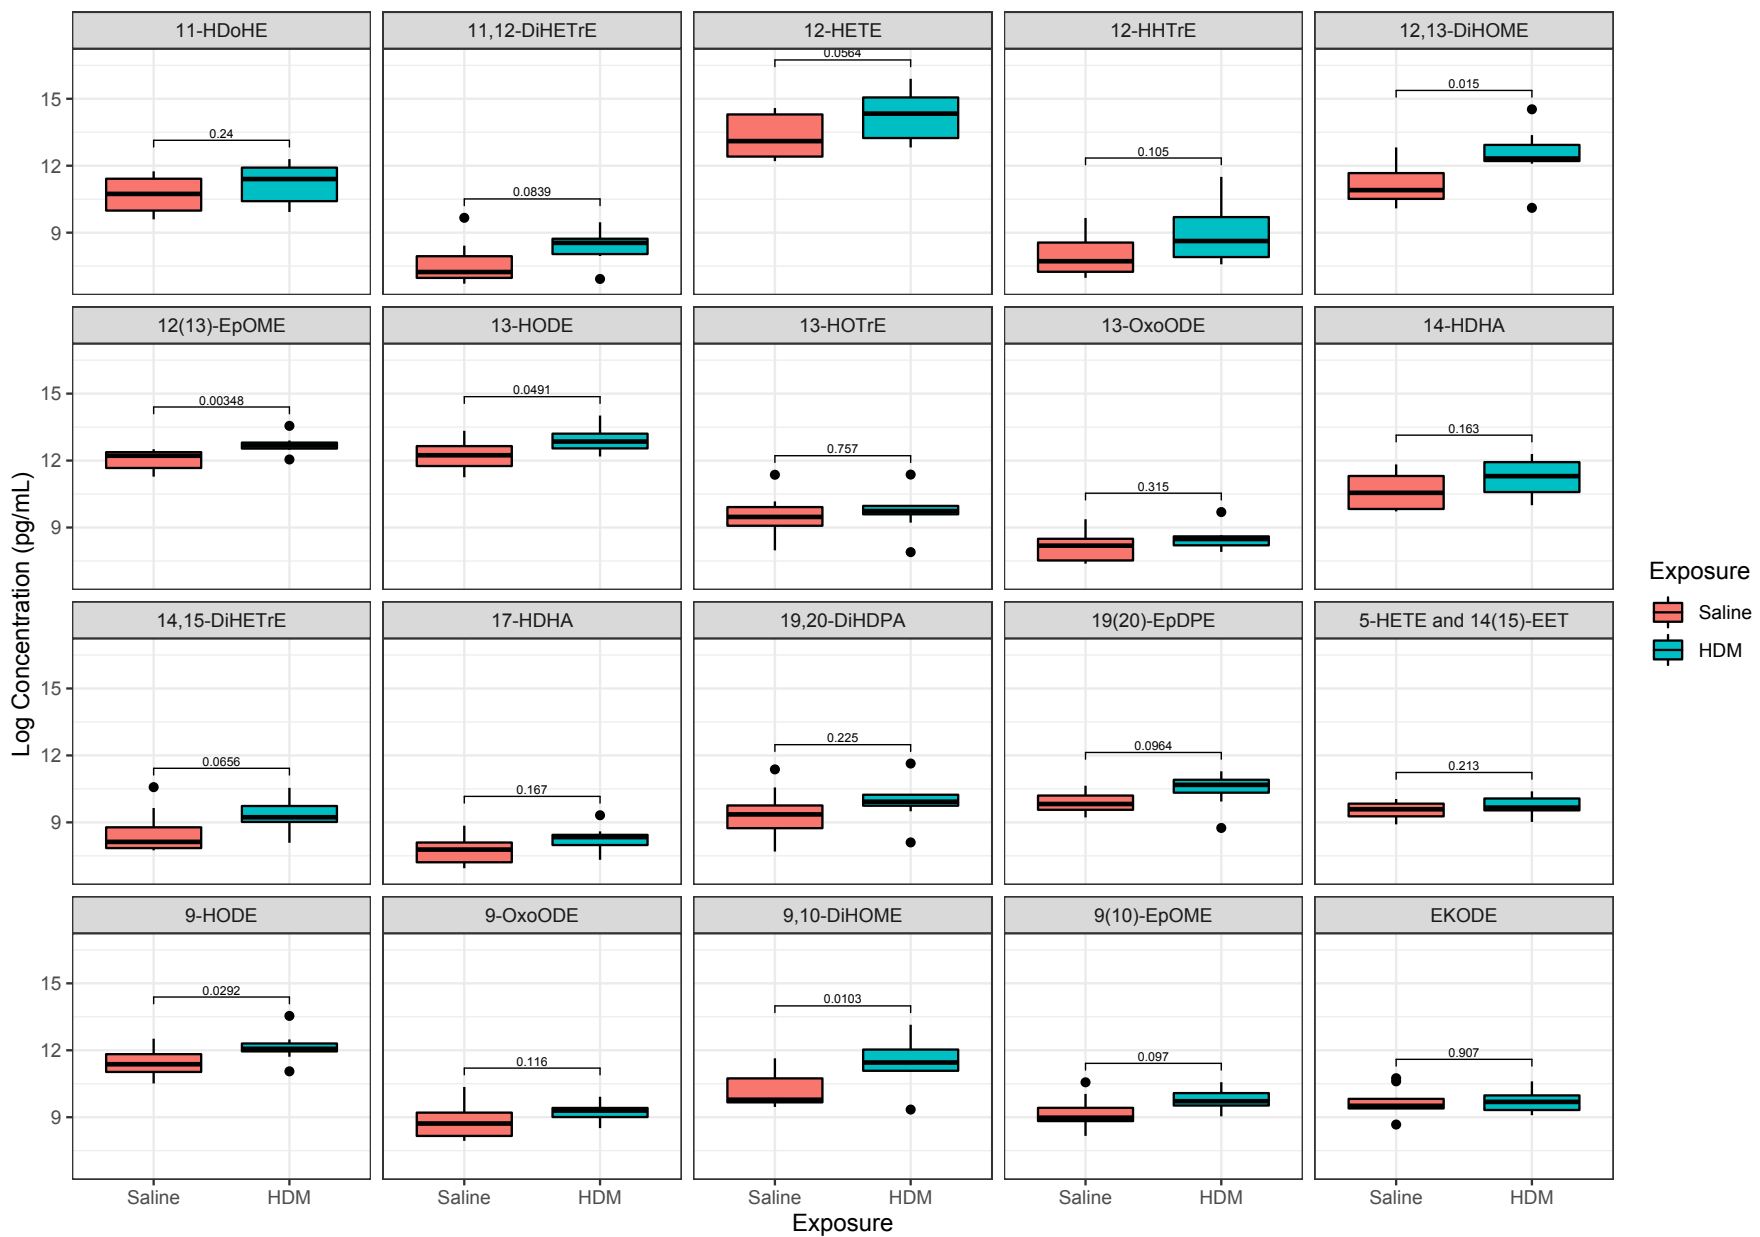 11-HDoHE 11,12-DiHETrE 12-HETE 12-HHTrE 12,13-DiHOME
0.24 0.0839 0.0564 0.105 0.015
15
12
9
12(13)-EpOME 13-HODE 13-HOTrE 13-OxoODE 14-HDHA
0.00348 0.0491 0.757 0.315 0.163
15
12
9
14,15-DiHETrE 17-HDHA 19,20-DiHDPA 19(20)-EpDPE 5-HETE and 14(15)-EET
0.0656 0.167 0.225 0.0964 0.213
15
12
9
9-HODE 9-OxoODE 9,10-DiHOME 9(10)-EpOME EKODE
0.0292 0.116 0.0103 0.097 0.907
15
12
9
Saline HDM Saline HDM Saline HDM Saline HDM Saline HDM
Exposure
Log Concentration (pg/mL)
Exposure
Saline
HDM